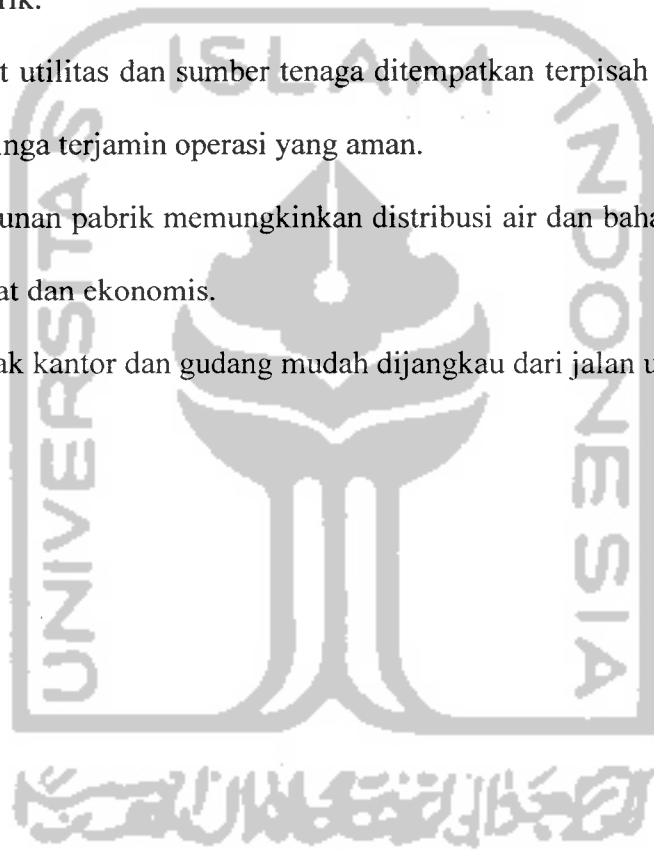 rik.
t utilitas dan sumber tenaga ditempatkan terpisah
nga terjamin operasi yang aman.
unan pabrik memungkinkan distribusi air dan baha
at dan ekonomis.
ak kantor dan gudang mudah dijangkau dari jalan u
ISLAM
UNIVERSITAS
INDONESIA